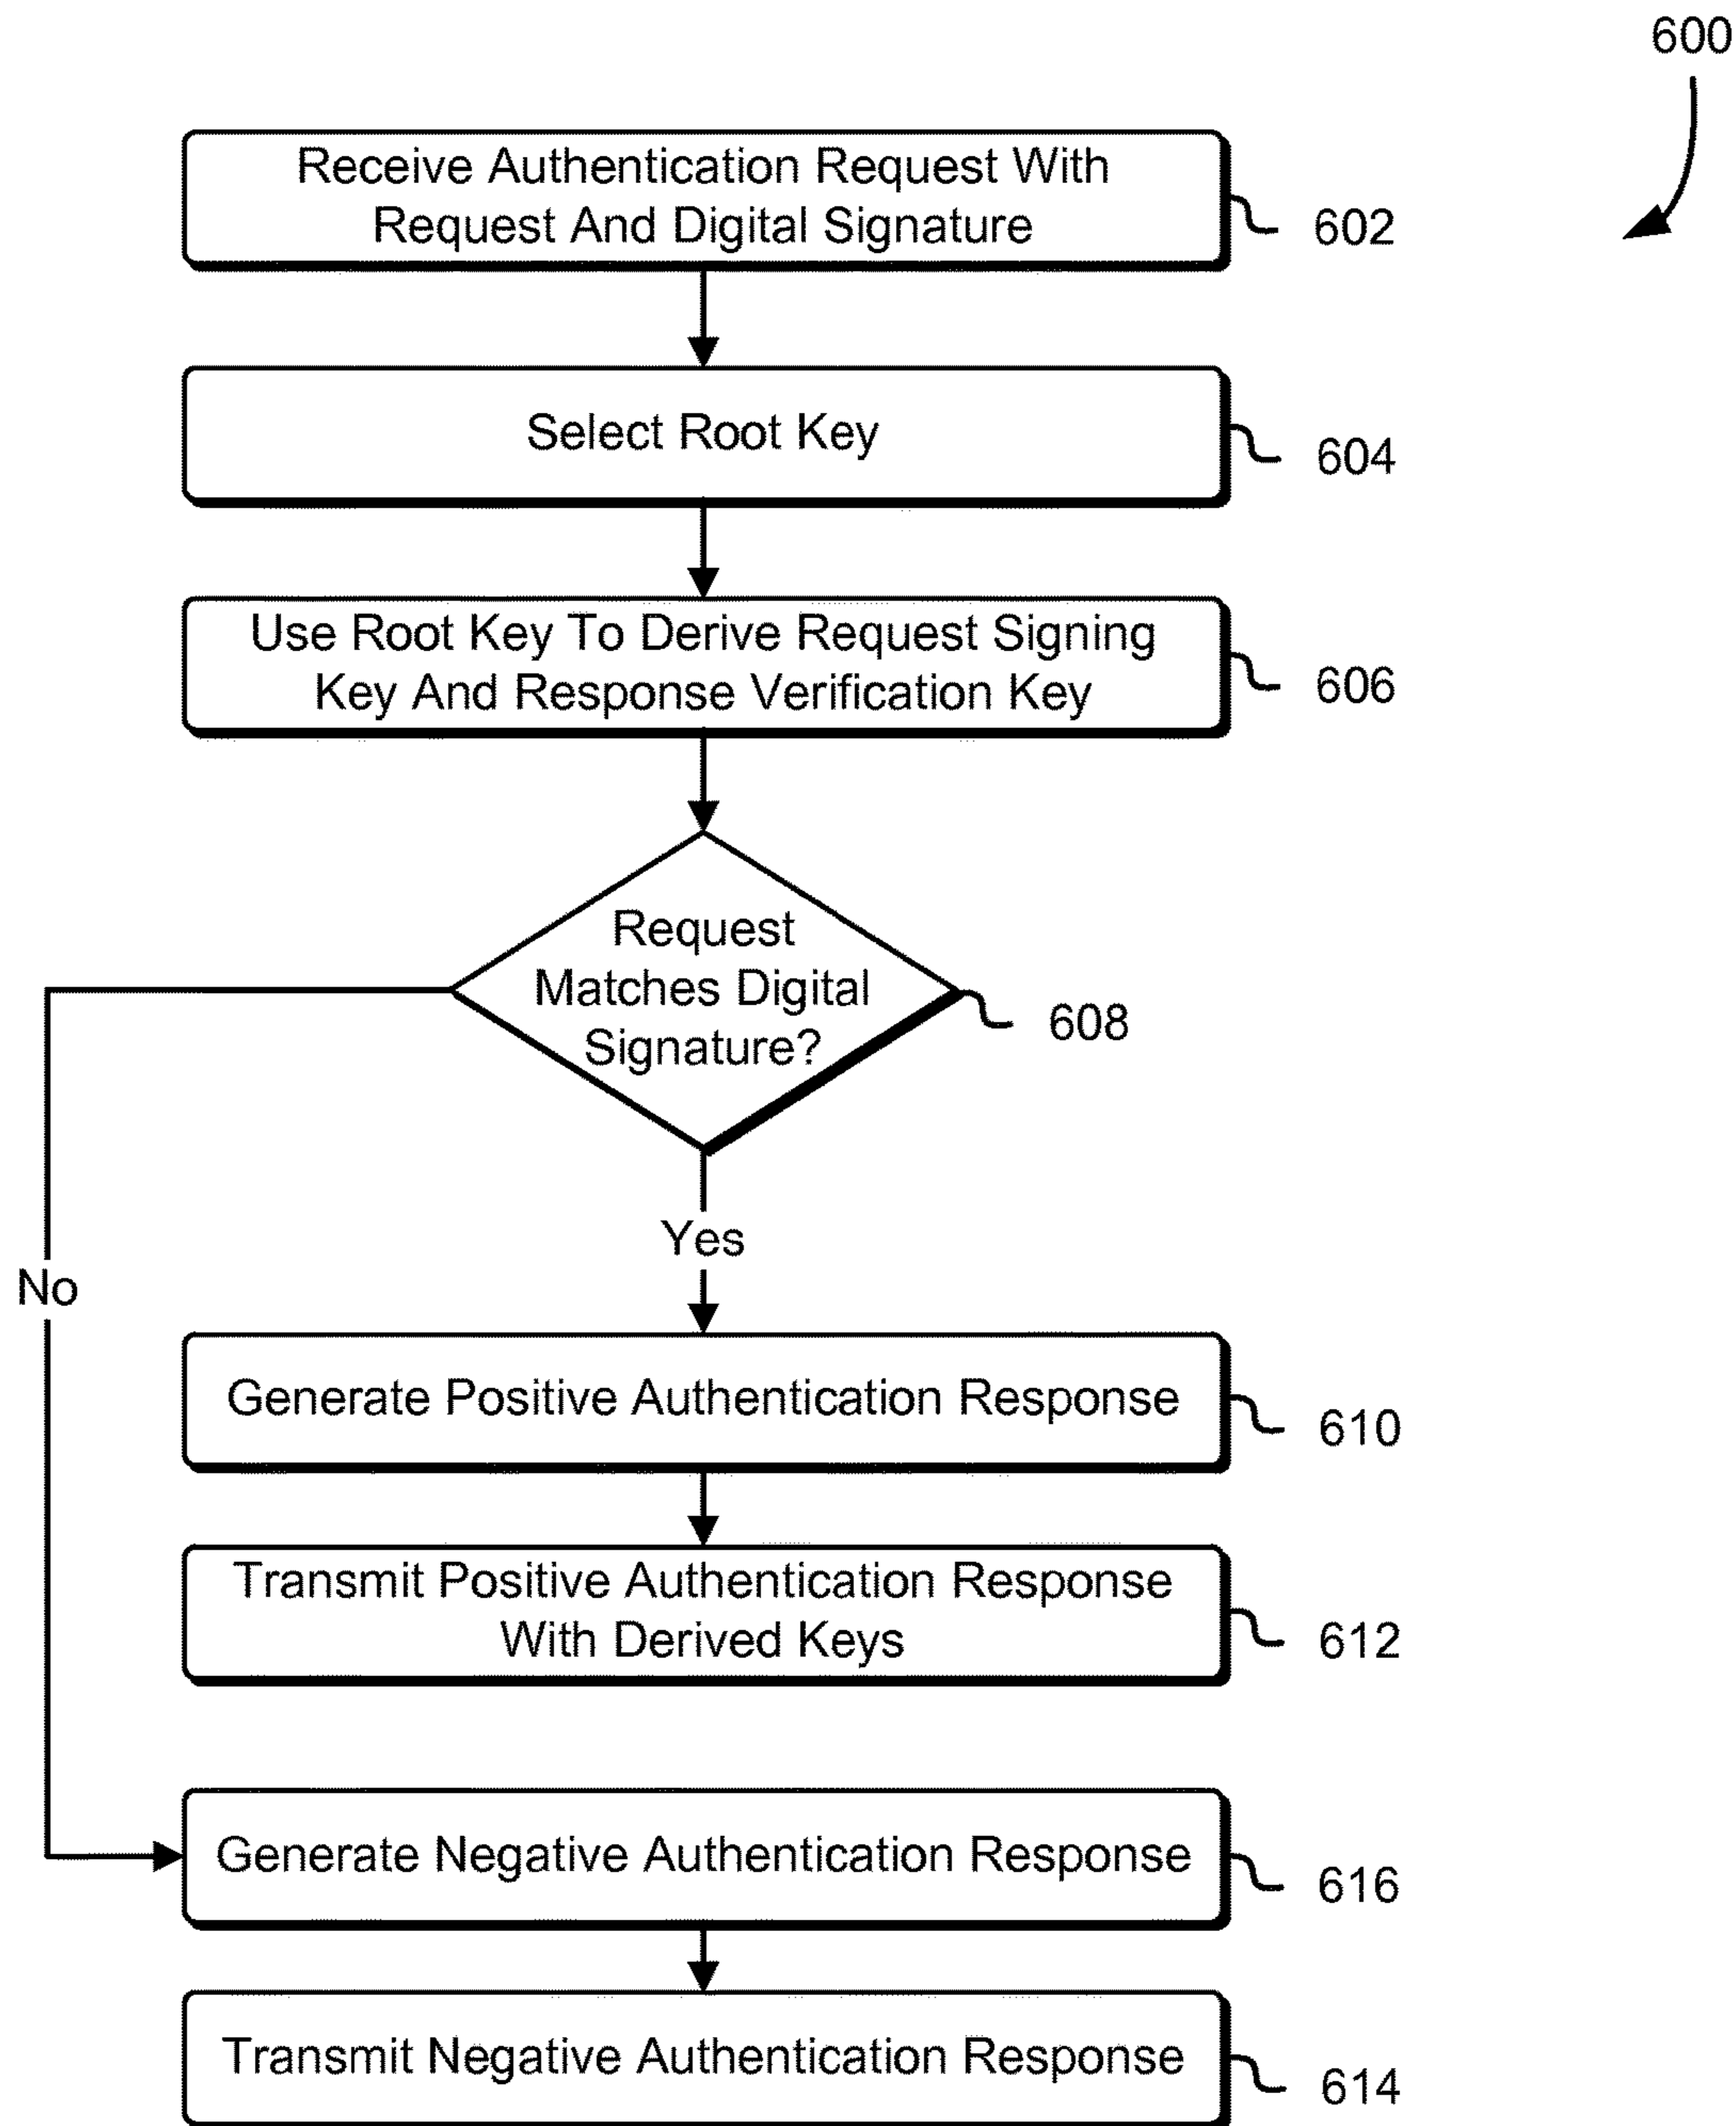 600
Receive Authentication Request With
Request And Digital Signature
602
Select Root Key
604
Use Root Key To Derive Request Signing
Key And Response Verification Key
606
Request
Matches Digital
Signature?
608
Yes
No
Generate Positive Authentication Response
610
Transmit Positive Authentication Response
With Derived Keys
612
Generate Negative Authentication Response
616
Transmit Negative Authentication Response
614